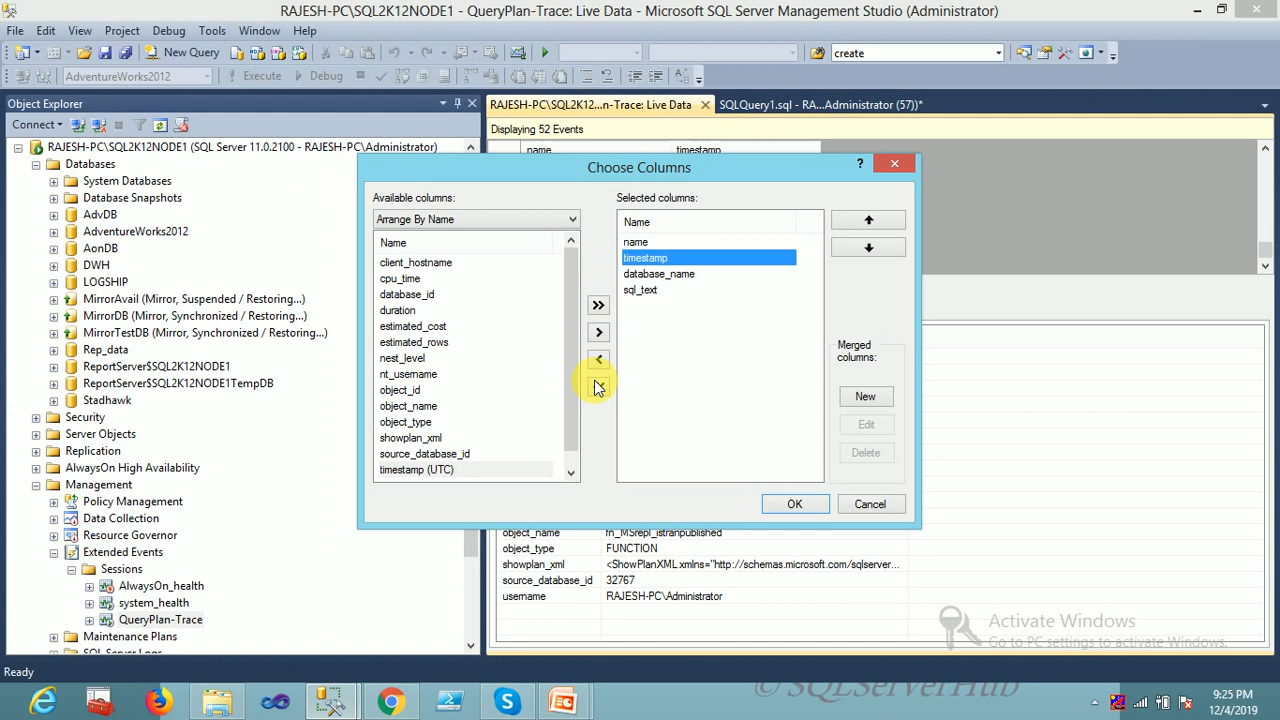 RAJESH-PC\SQL2K12NODE1 - QueryPlan-Trace: Live Data - Microsoft SQL Server Management Studio (Administrator)
File Edit View Project Debug Tools Window Help
New Query create
AdventureWorks2012 Execute Debug
Object Explorer
RAJESH-PC\SQL2K12...n-Trace: Live Data SQLQuery1.sql - RA...Administrator (57))*
Connect
Displaying 52 Events
name timestamp
RAJESH-PC\SQL2K12NODE1 (SQL Server 11.0.2100 - RAJESH-PC\Administrator)
Databases
System Databases
Database Snapshots
AdvDB
AdventureWorks2012
AonDB
DWH
LOGSHIP
MirrorAvail (Mirror, Suspended / Restoring...)
MirrorDB (Mirror, Synchronized / Restoring...)
MirrorTestDB (Mirror, Synchronized / Restoring...)
Rep_data
ReportServer$SQL2K12NODE1
ReportServer$SQL2K12NODE1TempDB
Stadhawk
Security
Server Objects
Replication
AlwaysOn High Availability
Management
Policy Management
Data Collection
Resource Governor
Extended Events
Sessions
AlwaysOn_health
system_health
QueryPlan-Trace
Maintenance Plans
SQL Server Logs
Choose Columns
?
Available columns:
Arrange By Name
Name
client_hostname
cpu_time
database_id
duration
estimated_cost
estimated_rows
nest_level
nt_username
object_id
object_name
object_type
showplan_xml
source_database_id
timestamp (UTC)
Selected columns:
Name
name
timestamp
database_name
sql_text
Merged
columns:
New
Edit
Delete
OK Cancel
object_name fn_MSrepl_istranpublished
object_type FUNCTION
showplan_xml <ShowPlanXML xmlns="http://schemas.microsoft.com/sqlserver...
source_database_id 32767
username RAJESH-PC\Administrator
Activate Windows
Go to PC settings to activate Windows.
Ready
© SQLServerHub
9:25 PM
12/4/2019